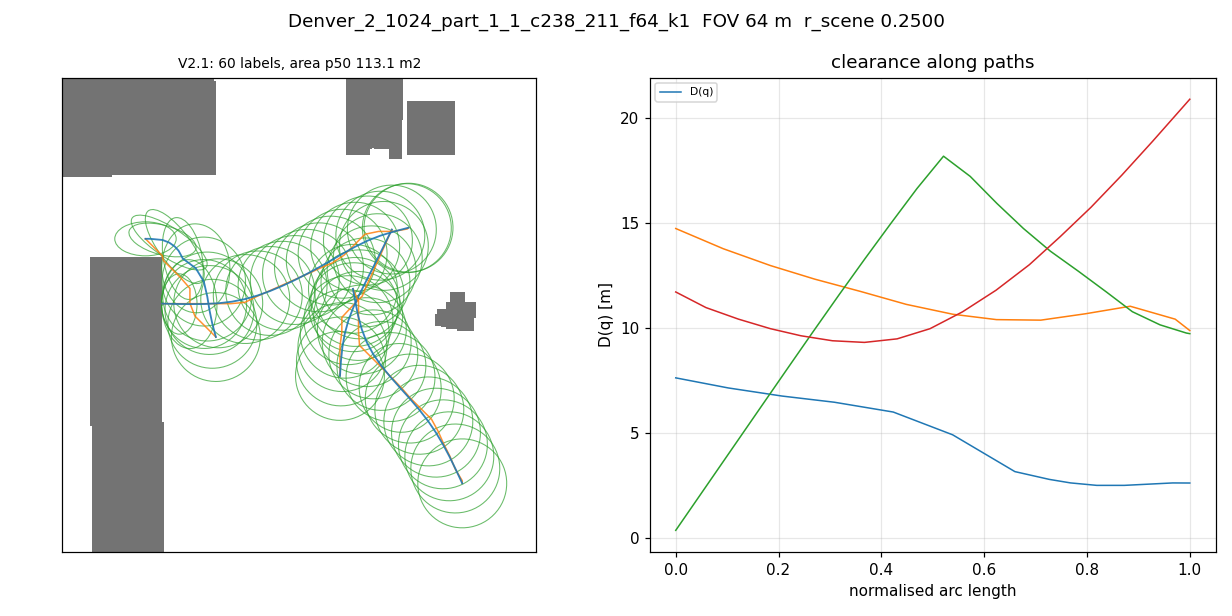 Denver_2_1024_part_1_1_c238_211_f64_k1  FOV 64 m  r_scene 0.2500
V2.1: 60 labels, area p50 113.1 m2
clearance along paths
D(q)
D(q) [m]
20
15
10
5
0
0.0 0.2 0.4 0.6 0.8 1.0
normalised arc length